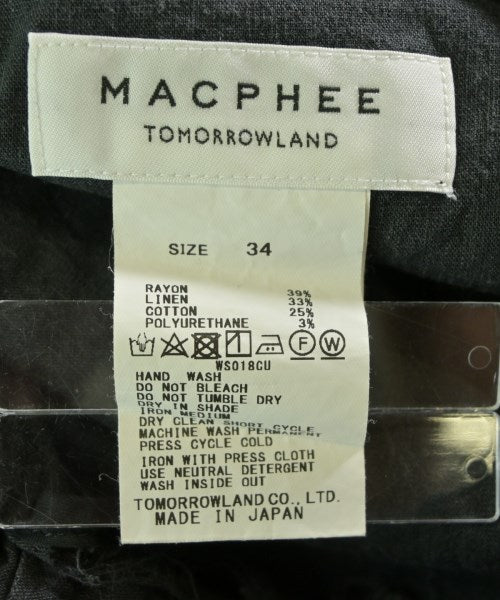 MACPHEE
TOMORROWLAND
SIZE 34
RAYON 39%
LINEN 33%
COTTON 25%
POLYURETHANE 3%
F W
WS018CU
HAND WASH
DO NOT BLEACH
DO NOT TUMBLE DRY
DRY IN SHADE
IRON MEDIUM
DRY CLEAN SHORT CYCLE
MACHINE WASH PERMANENT
PRESS CYCLE COLD
IRON WITH PRESS CLOTH
USE NEUTRAL DETERGENT
WASH INSIDE OUT
TOMORROWLAND CO., LTD.
MADE IN JAPAN